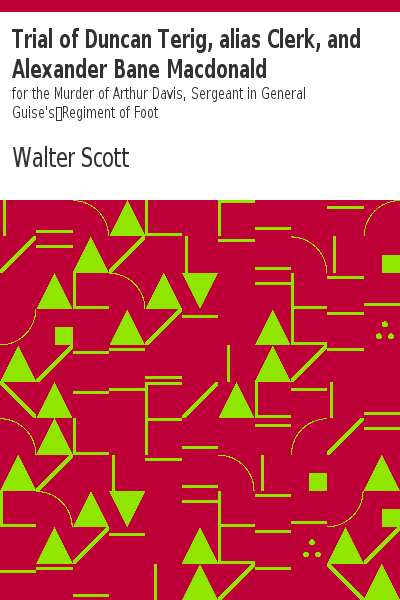 Trial of Duncan Terig, alias Clerk, and
Alexander Bane Macdonald
for the Murder of Arthur Davis, Sergeant in General
Guise's▯Regiment of Foot
Walter Scott